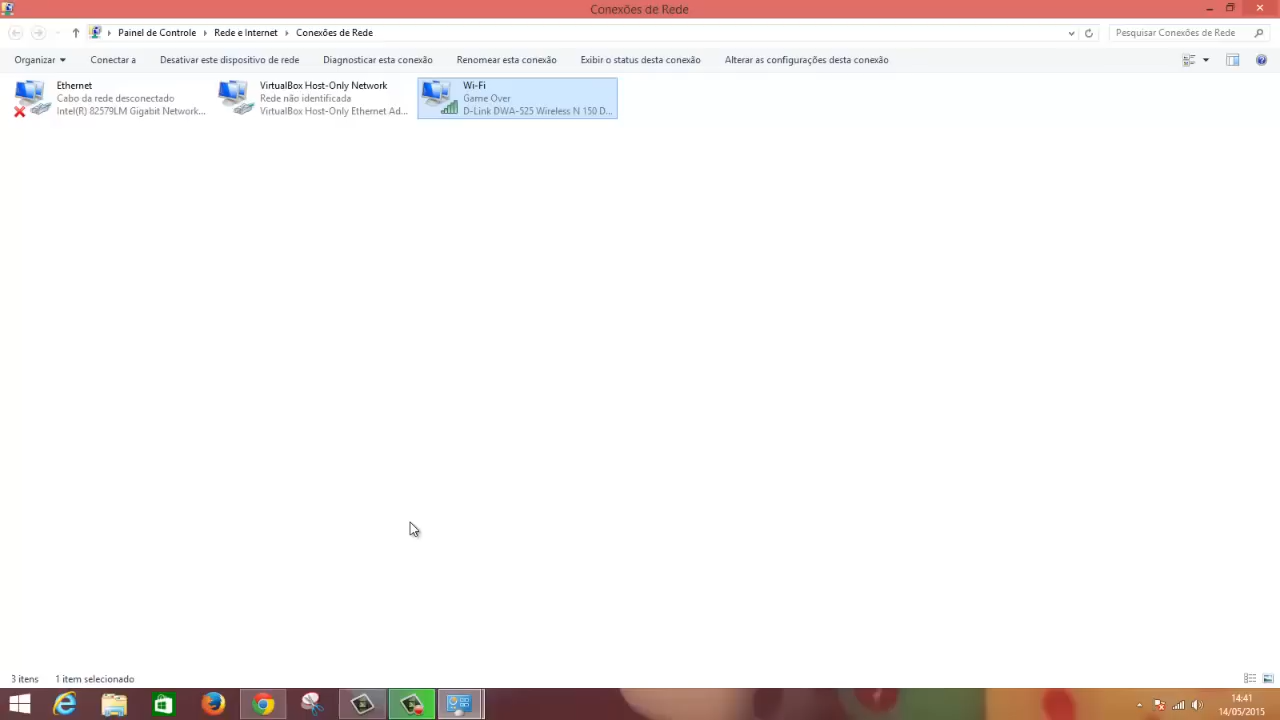 Conexões de Rede
Painel de Controle Rede e Internet Conexões de Rede
Pesquisar Conexões de Rede
Organizar Conectar a Desativar este dispositivo de rede Diagnosticar esta conexão Renomear esta conexão Exibir o status desta conexão Alterar as configurações desta conexão
Ethernet
Cabo da rede desconectado
Intel(R) 82579LM Gigabit Network...
VirtualBox Host-Only Network
Rede não identificada
VirtualBox Host-Only Ethernet Ad...
Wi-Fi
Game Over
D-Link DWA-525 Wireless N 150 D...
3 itens 1 item selecionado
14:41
14/05/2015